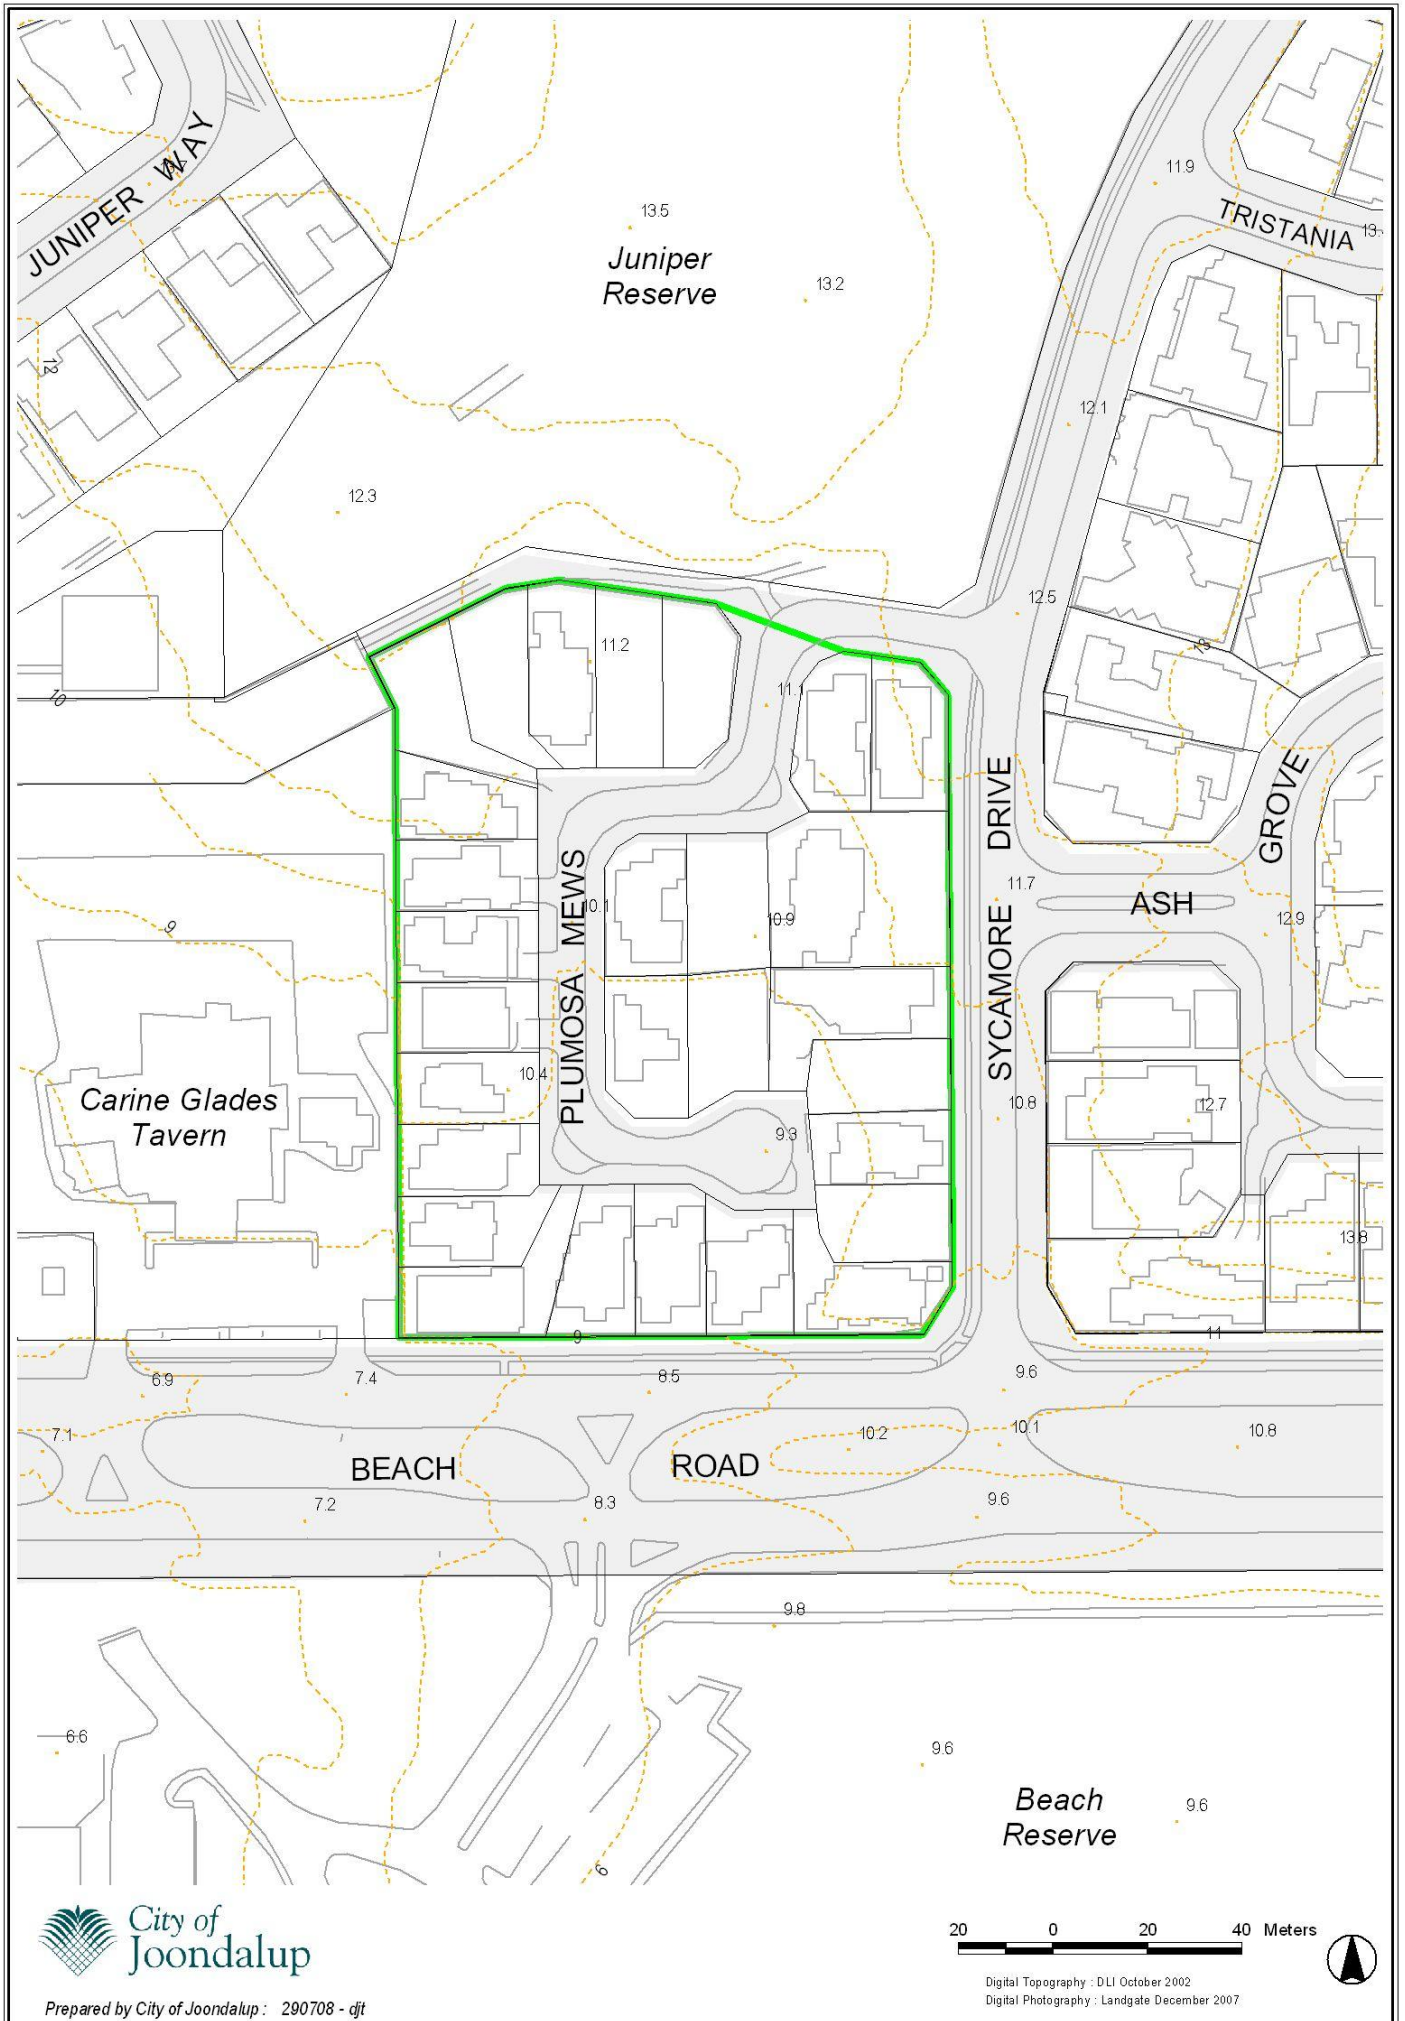 JUNIPER WAY
11.9
13.5
TRISTANIA
Juniper
Reserve
13.2
12
12.1
12.3
12.5
11.2
13
10
11.1
DRIVE
GROVE
PLUMOSA MEWS
11.7
ASH
10.1
10.9
12.9
9
SYCAMORE
10.4
Carine Glades
Tavern
10.8
12.7
9.3
13.8
9
11
6.9
7.4
8.5
9.6
7.1
10.2
10.1
10.8
BEACH ROAD
7.2
8.3
9.6
9.8
6.6
9.6
Beach
Reserve
9.6
9
City of
Joondalup
20 0 20 40 Meters
Digital Topography : DLI October 2002
Digital Photography : Landgate December 2007
Prepared by City of Joondalup : 290708 - djt